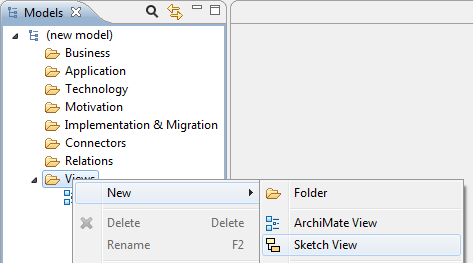 Models
(new model)
Business
Application
Technology
Motivation
Implementation & Migration
Connectors
Relations
Views
New
Folder
Delete Delete
ArchiMate View
Rename F2
Sketch View